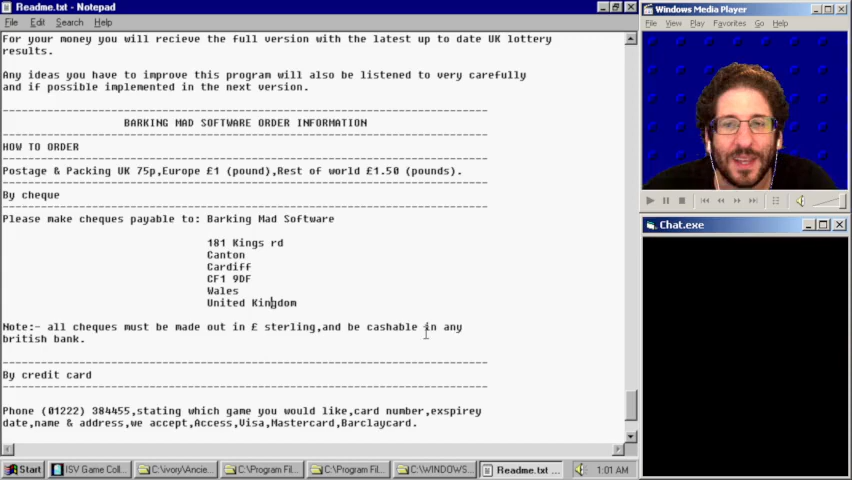 Readme.txt - Notepad
File Edit Search Help
For your money you will recieve the full version with the latest up to date UK lottery
results.
Any ideas you have to improve this program will also be listened to very carefully
and if possible implemented in the next version.
--------------------------------------------------------------------------------
BARKING MAD SOFTWARE ORDER INFORMATION
--------------------------------------------------------------------------------
HOW TO ORDER
--------------------------------------------------------------------------------
Postage & Packing UK 75p,Europe £1 (pound),Rest of world £1.50 (pounds).
--------------------------------------------------------------------------------
By cheque
--------------------------------------------------------------------------------
Please make cheques payable to: Barking Mad Software
181 Kings rd
Canton
Cardiff
CF1 9DF
Wales
United Kingdom
Note:- all cheques must be made out in £ sterling,and be cashable in any
british bank.
--------------------------------------------------------------------------------
By credit card
--------------------------------------------------------------------------------
Phone (01222) 384455,stating which game you would like,card number,exspirey
date,name & address,we accept,Access,Visa,Mastercard,Barclaycard.
Windows Media Player
File View Play Favorites Go Help
Chat.exe
Start ISV Game Coll... C:\ivory\Ancie... C:\Program Fil... C:\Program Fil... C:\WINDOWS... Readme.txt ... 1:01 AM